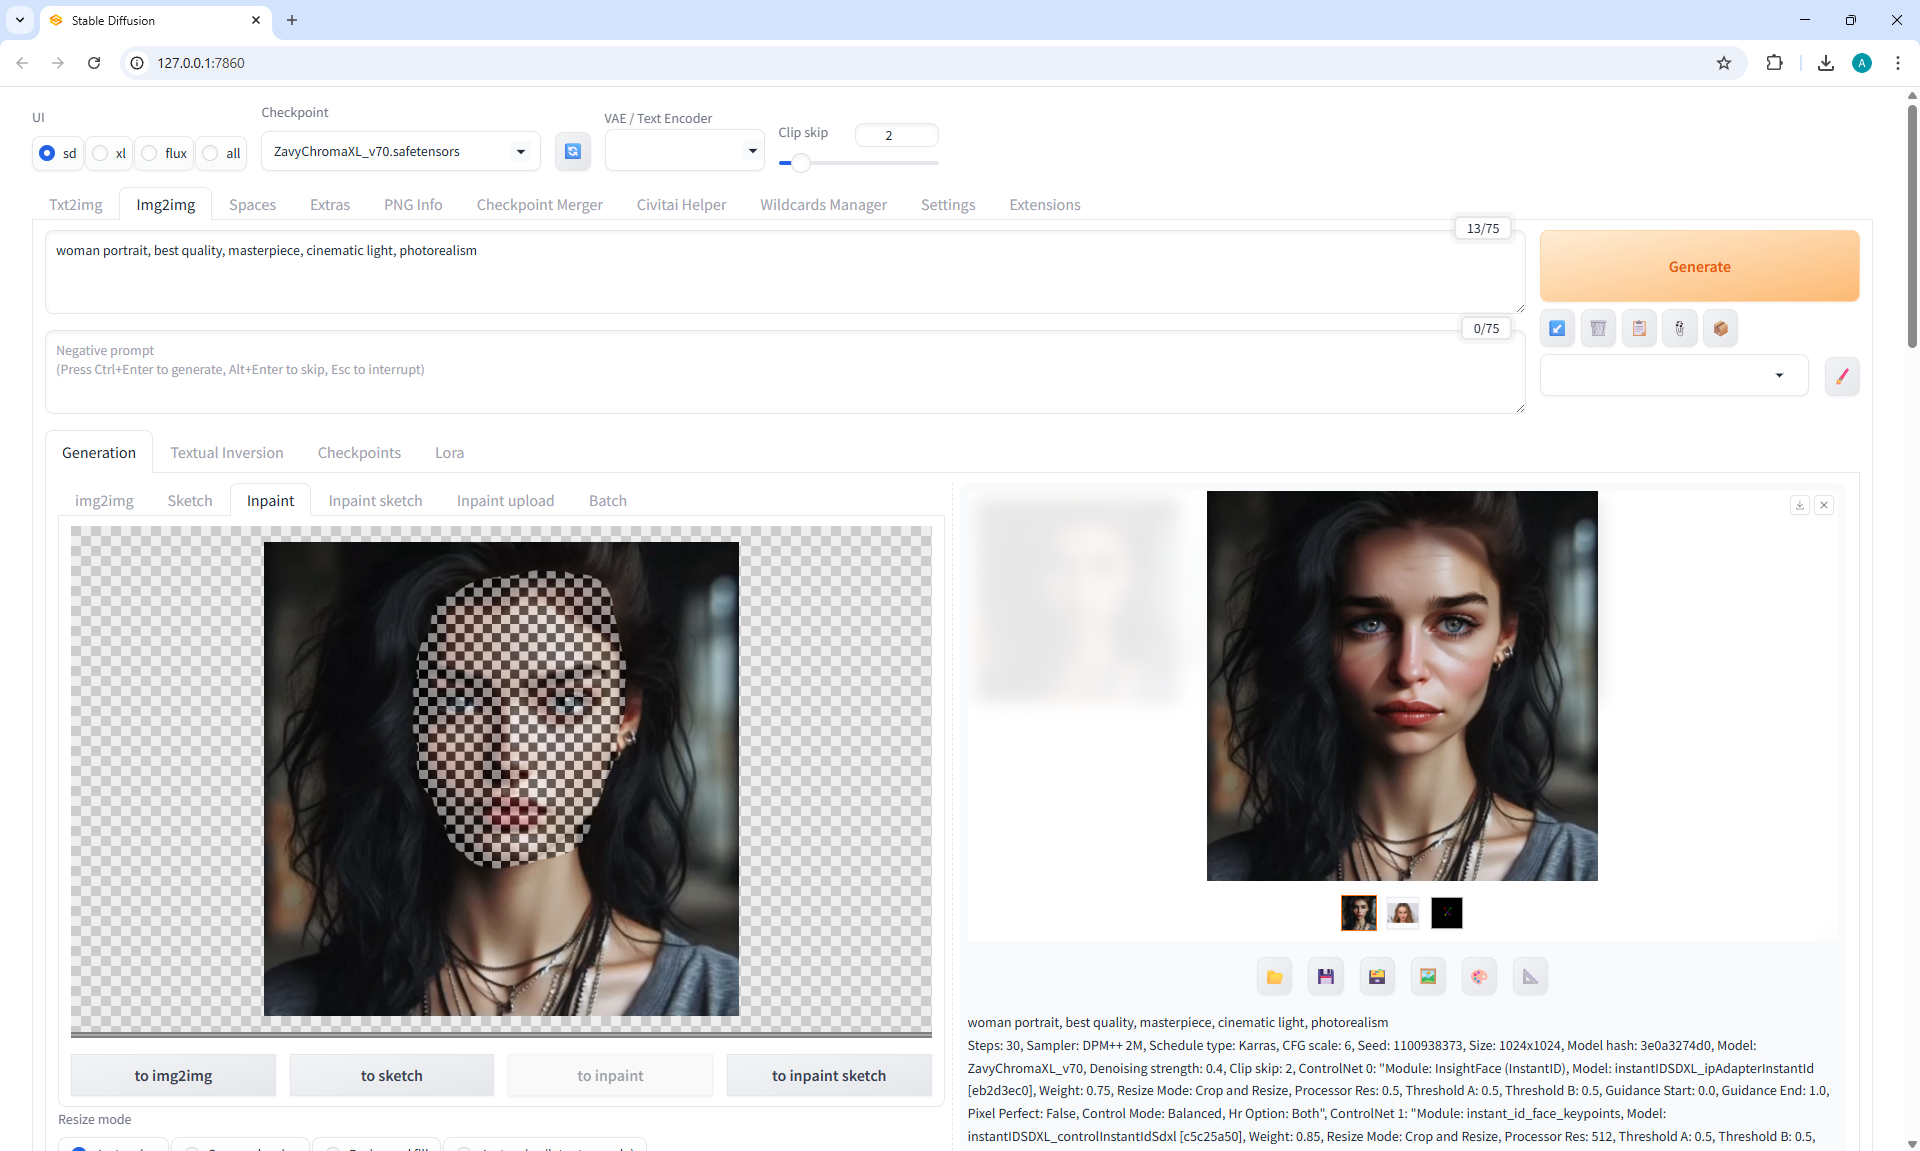 Stable Diffusion
127.0.0.1:7860
A
UI
Checkpoint
VAE / Text Encoder
Clip skip
2
sd
xl
flux
all
ZavyChromaXL_v70.safetensors
Txt2img
Img2img
Spaces
Extras
PNG Info
Checkpoint Merger
Civitai Helper
Wildcards Manager
Settings
Extensions
13/75
woman portrait, best quality, masterpiece, cinematic light, photorealism
Generate
0/75
Negative prompt
(Press Ctrl+Enter to generate, Alt+Enter to skip, Esc to interrupt)
Generation
Textual Inversion
Checkpoints
Lora
img2img
Sketch
Inpaint
Inpaint sketch
Inpaint upload
Batch
to img2img
to sketch
to inpaint
to inpaint sketch
Resize mode
woman portrait, best quality, masterpiece, cinematic light, photorealism
Steps: 30, Sampler: DPM++ 2M, Schedule type: Karras, CFG scale: 6, Seed: 1100938373, Size: 1024x1024, Model hash: 3e0a3274d0, Model:
ZavyChromaXL_v70, Denoising strength: 0.4, Clip skip: 2, ControlNet 0: "Module: InsightFace (InstantID), Model: instantIDSDXL_ipAdapterInstantId
[eb2d3ec0], Weight: 0.75, Resize Mode: Crop and Resize, Processor Res: 0.5, Threshold A: 0.5, Threshold B: 0.5, Guidance Start: 0.0, Guidance End: 1.0,
Pixel Perfect: False, Control Mode: Balanced, Hr Option: Both", ControlNet 1: "Module: instant_id_face_keypoints, Model:
instantIDSDXL_controlInstantIdSdxl [c5c25a50], Weight: 0.85, Resize Mode: Crop and Resize, Processor Res: 512, Threshold A: 0.5, Threshold B: 0.5,